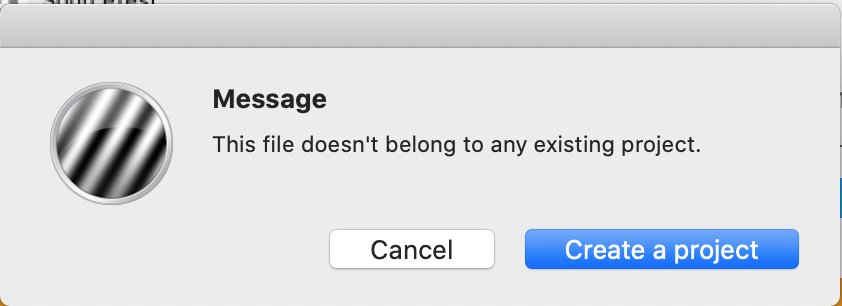 Message
This file doesn't belong to any existing project.
Cancel
Create a project